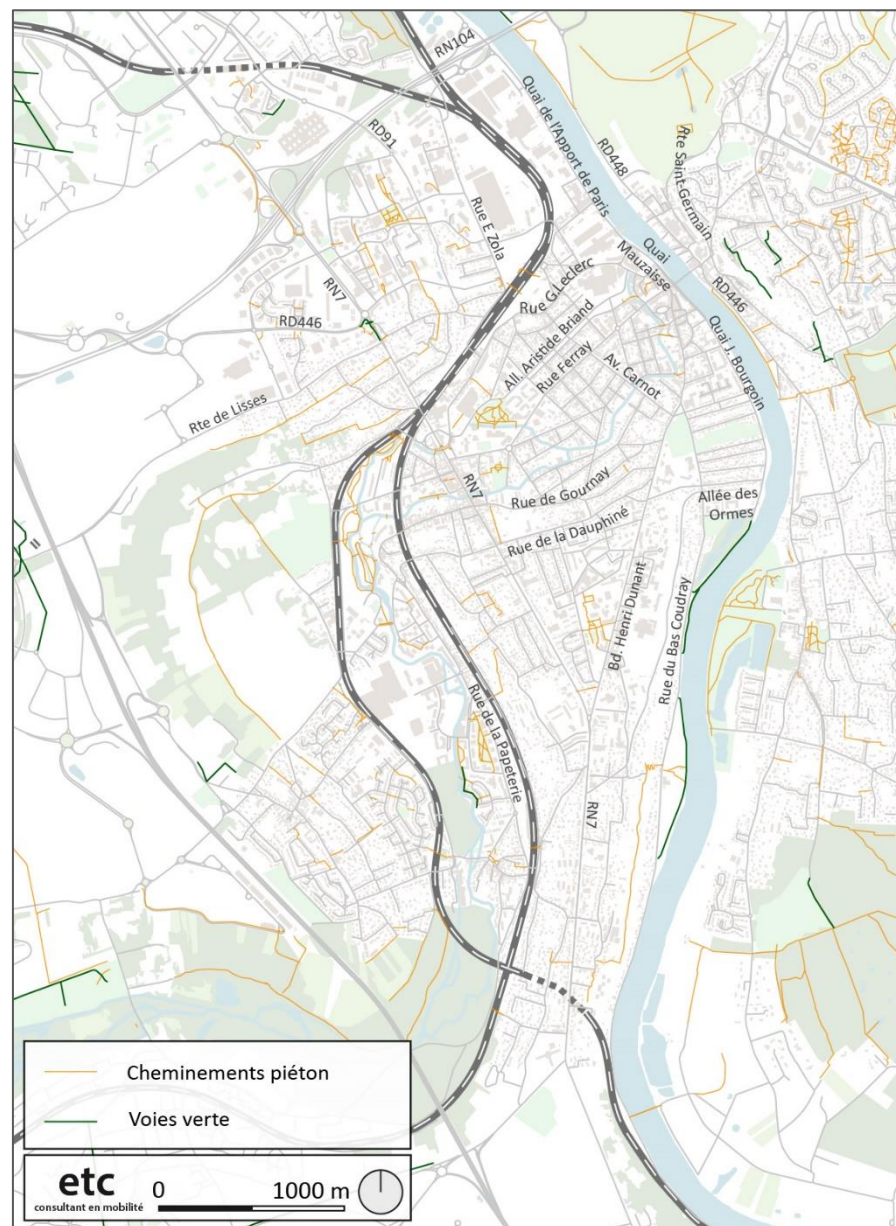 RN104
Quai de l'Apport de Paris
RD448
Rte Saint-Germain
RD91
Rue E Zola
Quai
Mauzaisse
Rue G.Leclerc
RN7
RD446
RD446
All. Aristide Briand
Rue Ferray
Av. Carnot
Quai J. Bourgoin
Rte de Lisses
RN7
Rue de Gournay
Allée des
Ormes
Rue de la Dauphiné
Bd. Henri Dunant
Rue du Bas Coudray
Rue de la Papeterie
RN7
Cheminements piéton
Voies verte
etc
consultant en mobilité
0 1000 m